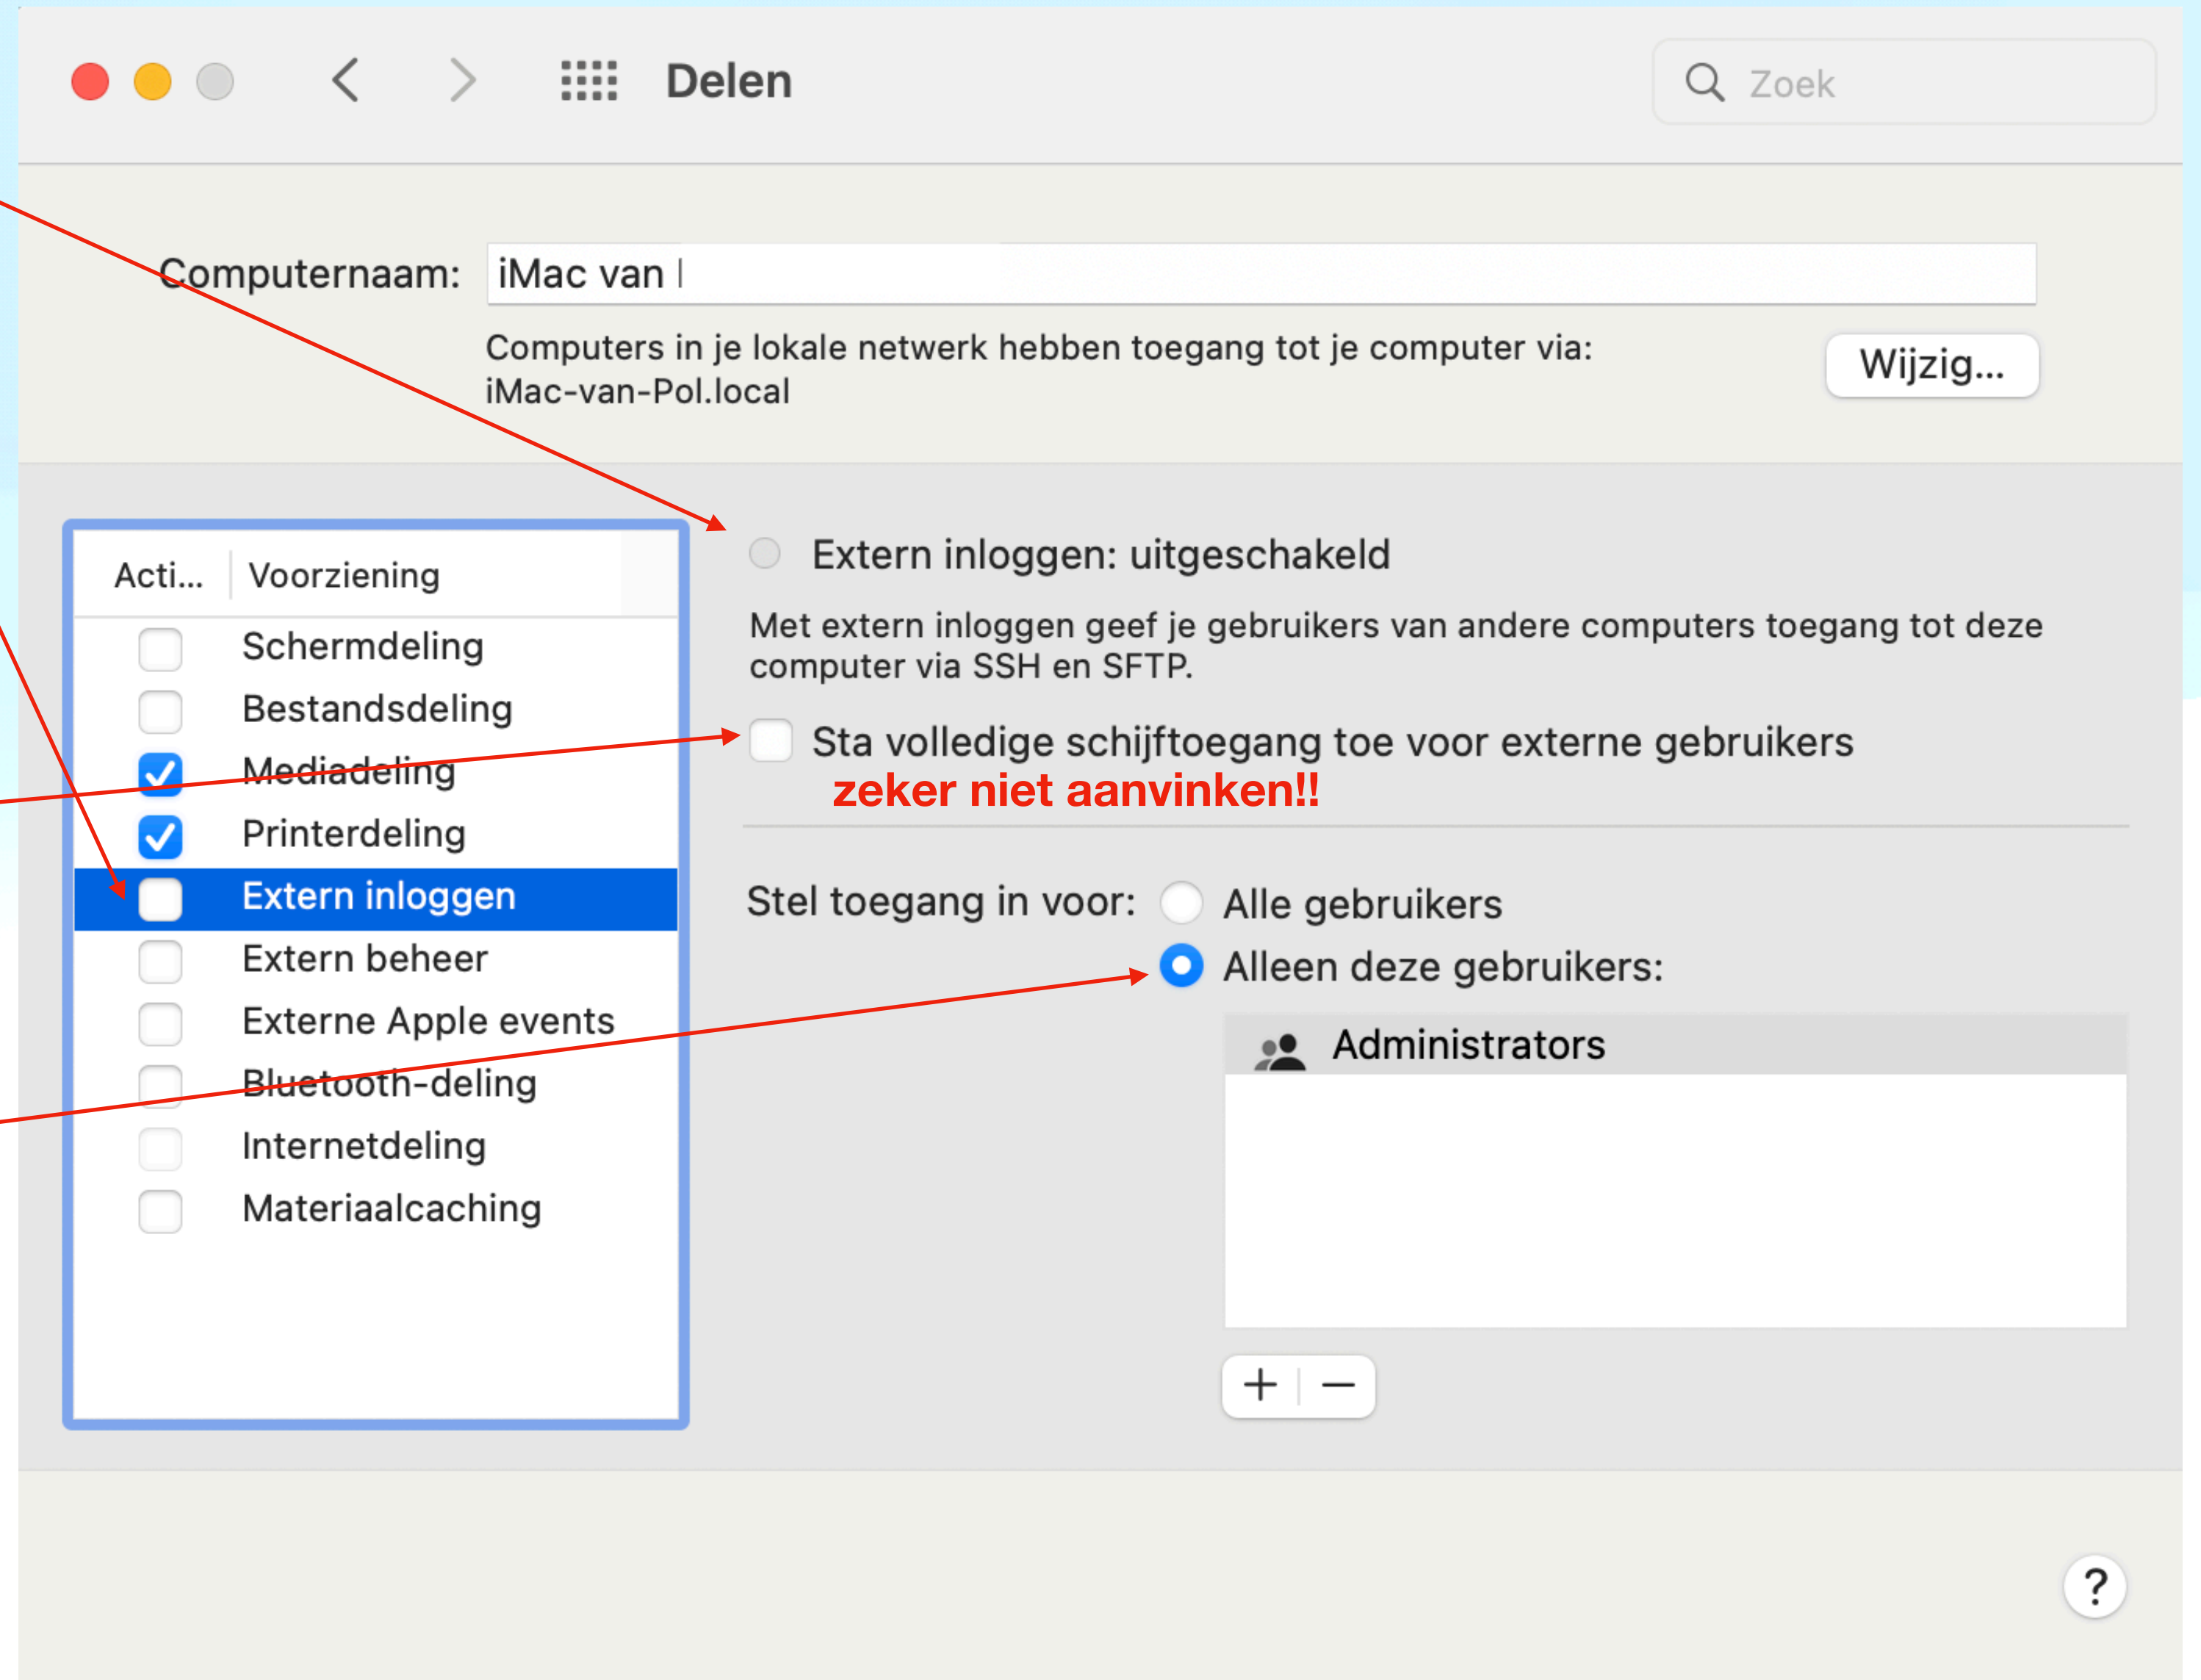 Delen
Zoek
Computernaam: iMac van
Computers in je lokale netwerk hebben toegang tot je computer via:
iMac-van-Pol.local
Wijzig...
Acti... Voorziening
Schermdeling
Bestandsdeling
Mediadeling
Printerdeling
Extern inloggen
Extern beheer
Externe Apple events
Bluetooth-deling
Internetdeling
Materiaalcaching
Extern inloggen: uitgeschakeld
Met extern inloggen geef je gebruikers van andere computers toegang tot deze
computer via SSH en SFTP.
Sta volledige schijftoegang toe voor externe gebruikers
zeker niet aanvinken!!
Stel toegang in voor: Alle gebruikers
Alleen deze gebruikers:
Administrators
+ −
?